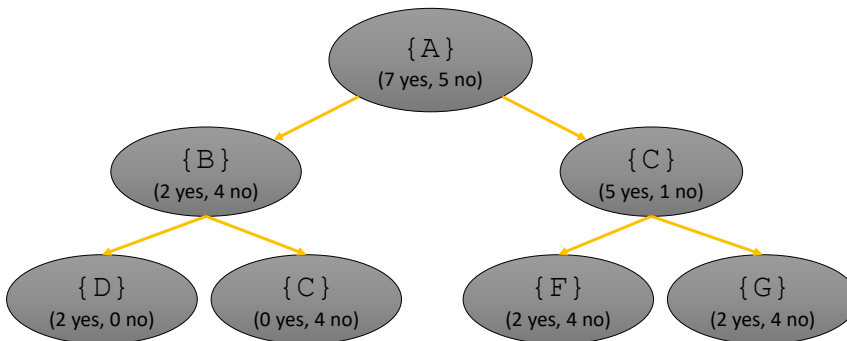 {A}
(7 yes, 5 no)
{B}
(2 yes, 4 no)
{C}
(5 yes, 1 no)
{D}
(2 yes, 0 no)
{C}
(0 yes, 4 no)
{F}
(2 yes, 4 no)
{G}
(2 yes, 4 no)